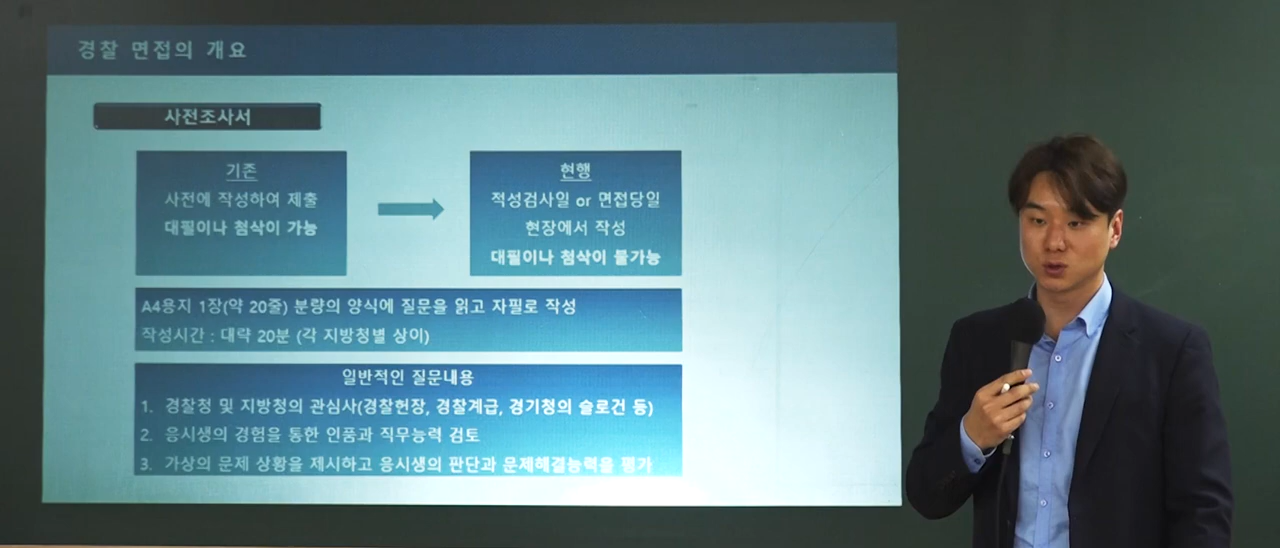 경찰 면접의 개요
사전조사서
기존
사전에 작성하여 제출
대필이나 첨삭이 가능
현행
적성검사일 or 면접당일
현장에서 작성
대필이나 첨삭이 불가능
A4용지 1장(약 20줄) 분량의 양식에 질문을 읽고 자필로 작성
작성시간 : 대략 20분 (각 지방청별 상이)
일반적인 질문내용
1. 경찰청 및 지방청의 관심사(경찰헌장, 경찰계급, 경기청의 슬로건 등)
2. 응시생의 경험을 통한 인품과 직무능력 검토
3. 가상의 문제 상황을 제시하고 응시생의 판단과 문제해결능력을 평가